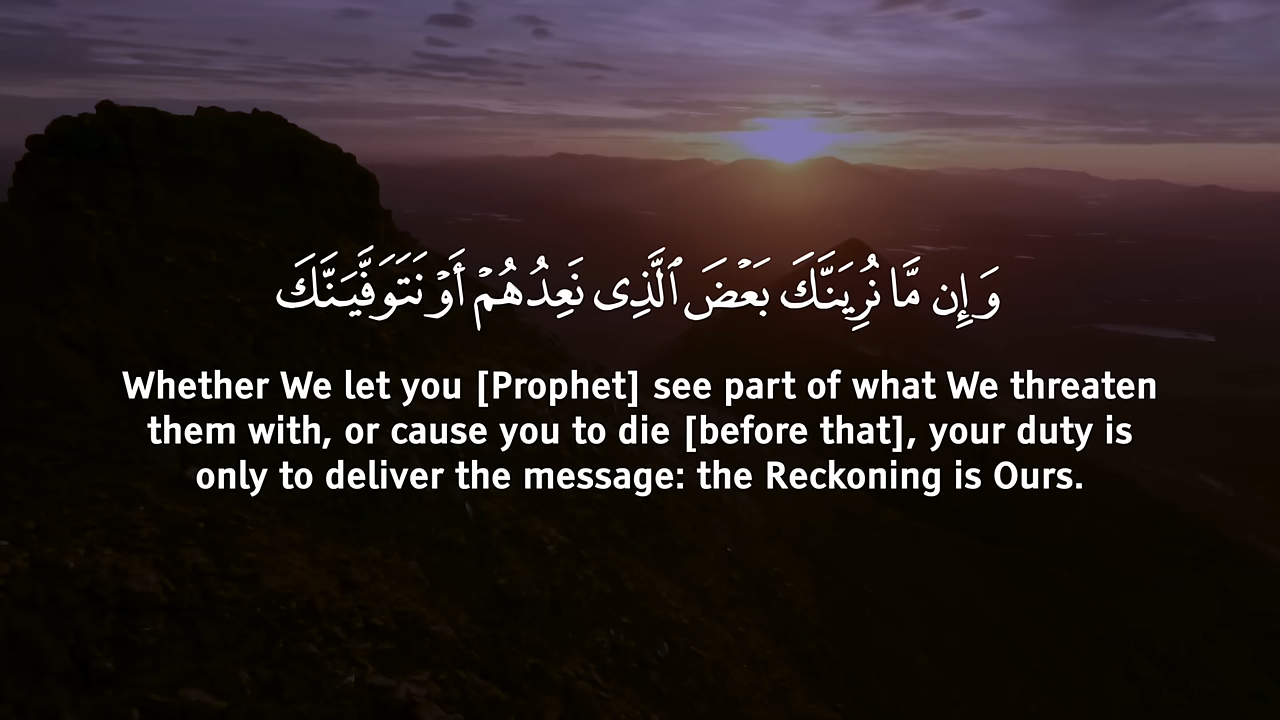 وَإِن مَّا نُرِيَنَّكَ بَعْضَ ٱلَّذِى نَعِدُهُمْ أَوْ نَتَوَفَّيَنَّكَ
Whether We let you [Prophet] see part of what We threaten
them with, or cause you to die [before that], your duty is
only to deliver the message: the Reckoning is Ours.